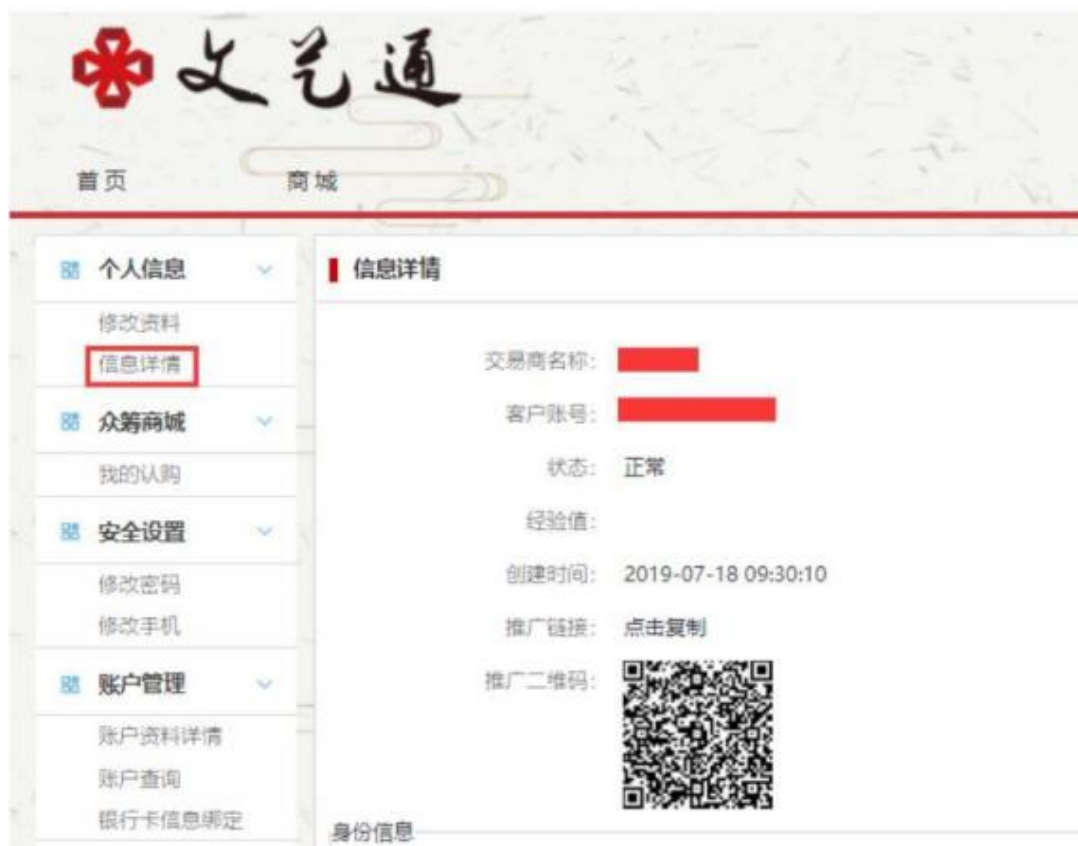 文艺通
首页 商城
个人信息
修改资料
信息详情
众筹商城
我的认购
安全设置
修改密码
修改手机
账户管理
账户资料详情
账户查询
银行卡信息绑定
信息详情
交易商名称:
客户账号:
状态: 正常
经验值:
创建时间: 2019-07-18 09:30:10
推广链接: 点击复制
推广二维码:
身份信息